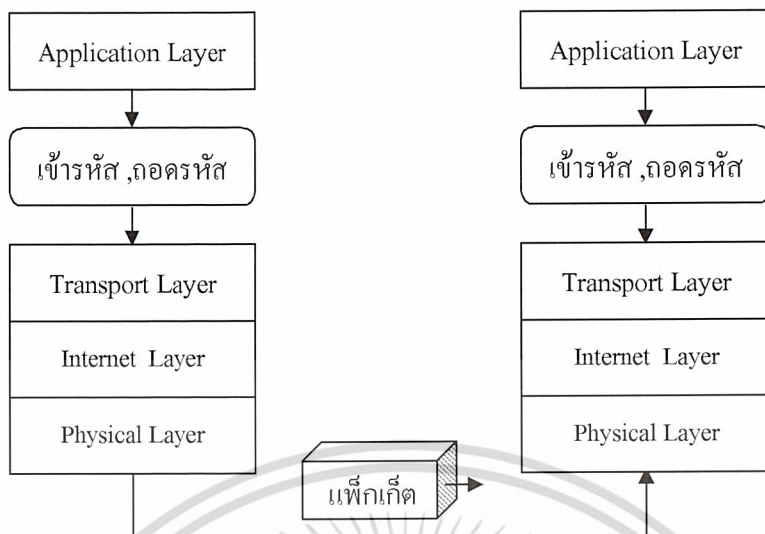 Application Layer
เข้ารหัส ,ถอดรหัส
Transport Layer
Internet Layer
Physical Layer
แพ็กเก็ต
Application Layer
เข้ารหัส ,ถอดรหัส
Transport Layer
Internet Layer
Physical Layer